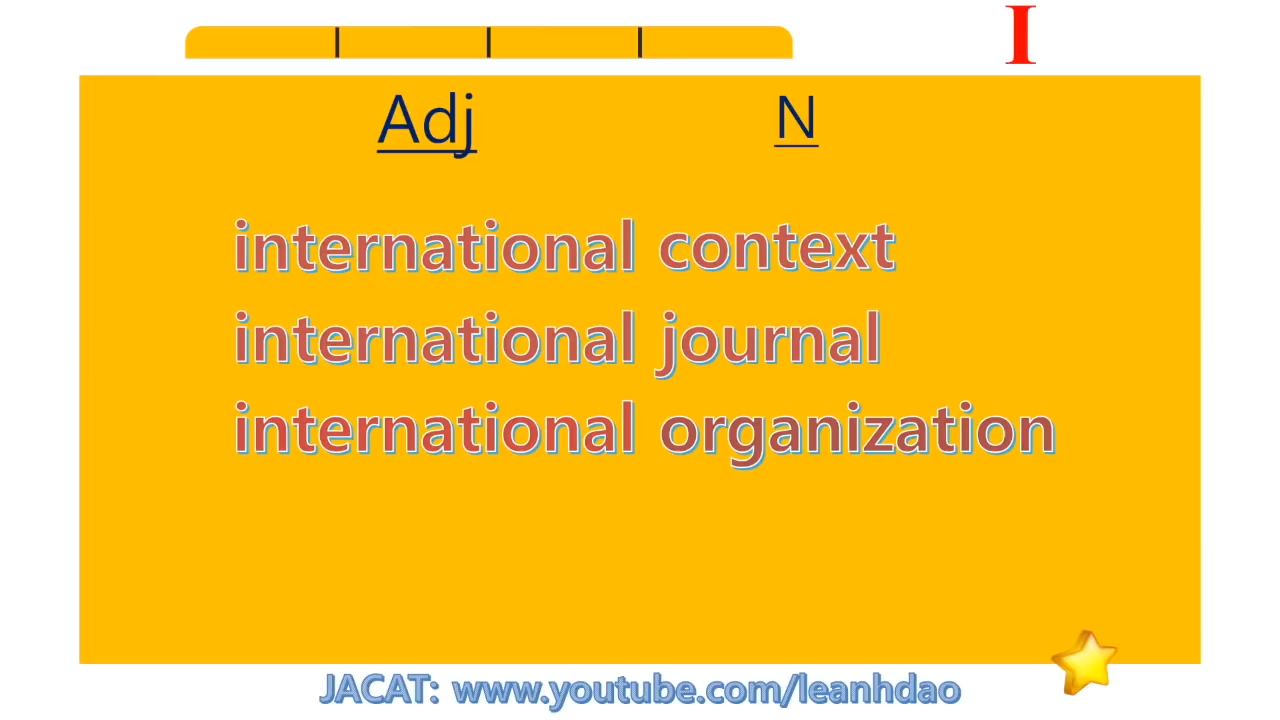 I
Adj N
international context
international journal
international organization
JACAT: www.youtube.com/leanhdao